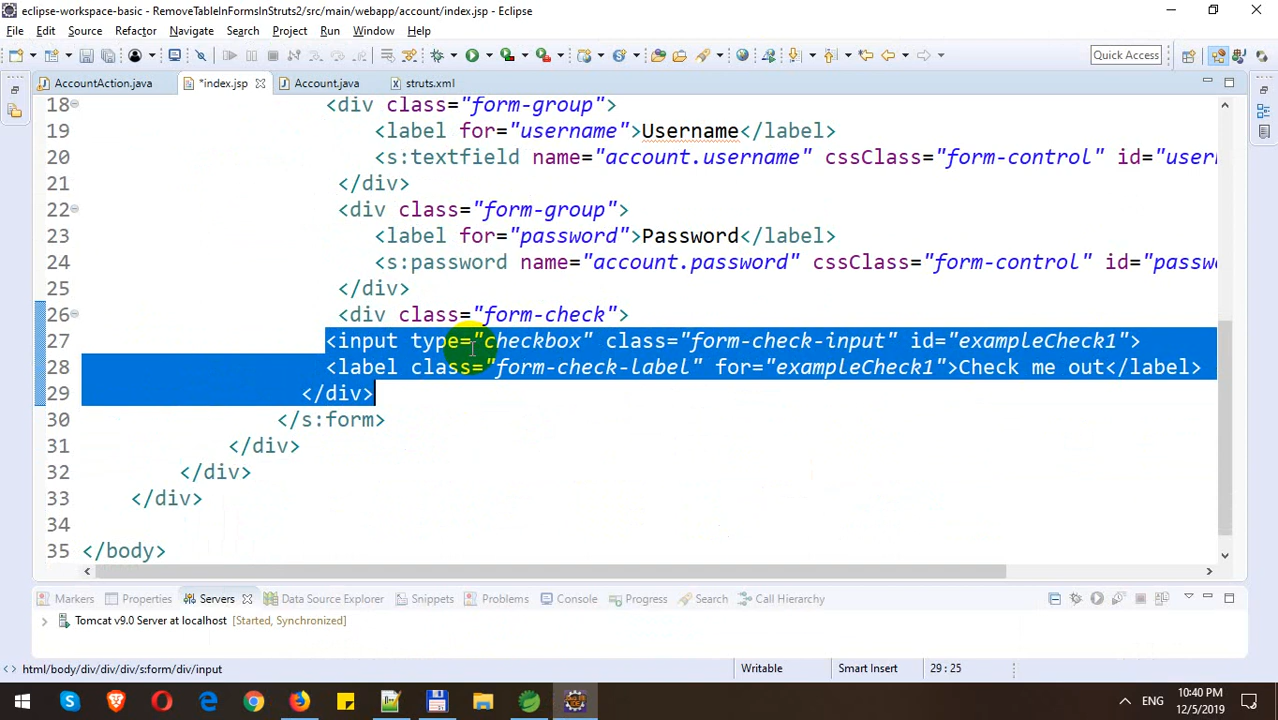 eclipse-workspace-basic - RemoveTableInFormsInStruts2/src/main/webapp/account/index.jsp - Eclipse
File Edit Source Refactor Navigate Search Project Run Window Help
Quick Access
AccountAction.java *index.jsp Account.java struts.xml
18 <div class="form-group">
19 <label for="username">Username</label>
20 <s:textfield name="account.username" cssClass="form-control" id="user
21 </div>
22 <div class="form-group">
23 <label for="password">Password</label>
24 <s:password name="account.password" cssClass="form-control" id="passw
25 </div>
26 <div class="form-check">
27 <input type="checkbox" class="form-check-input" id="exampleCheck1">
28 <label class="form-check-label" for="exampleCheck1">Check me out</label>
29 </div>
30 </s:form>
31 </div>
32 </div>
33 </div>
34
35 </body>
Markers Properties Servers Data Source Explorer Snippets Problems Console Progress Search Call Hierarchy
Tomcat v9.0 Server at localhost [Started, Synchronized]
html/body/div/div/div/s:form/div/input Writable Smart Insert 29 : 25
ENG 10:40 PM
12/5/2019